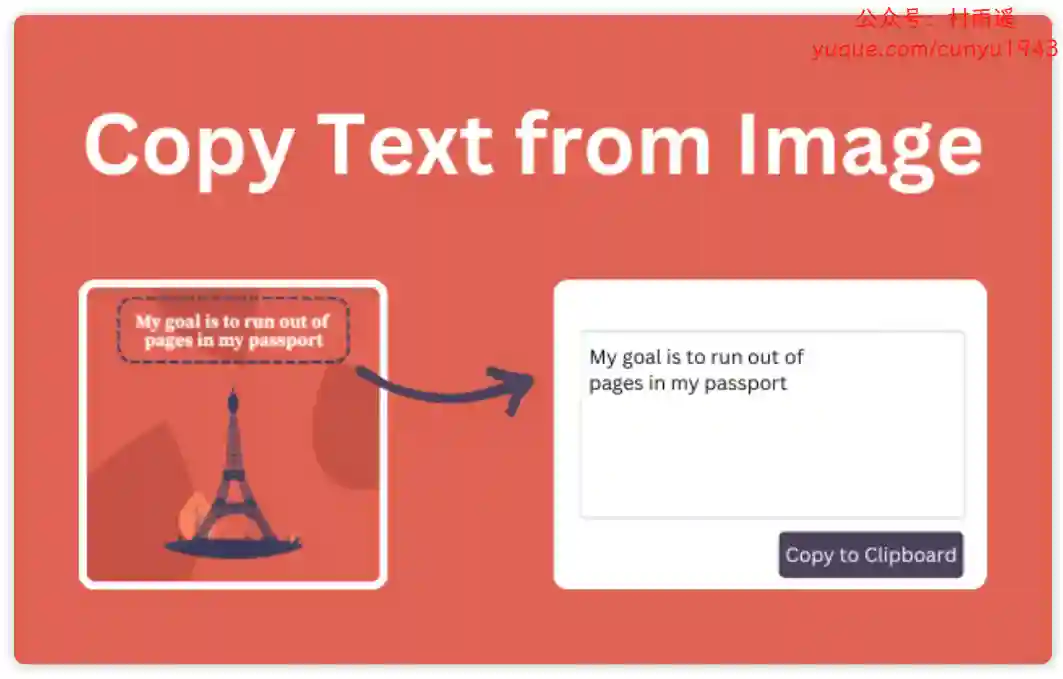 公众号：村雨遥
yuque.com/cunyu1943
Copy Text from Image
My goal is to run out of
pages in my passport
My goal is to run out of
pages in my passport
Copy to Clipboard